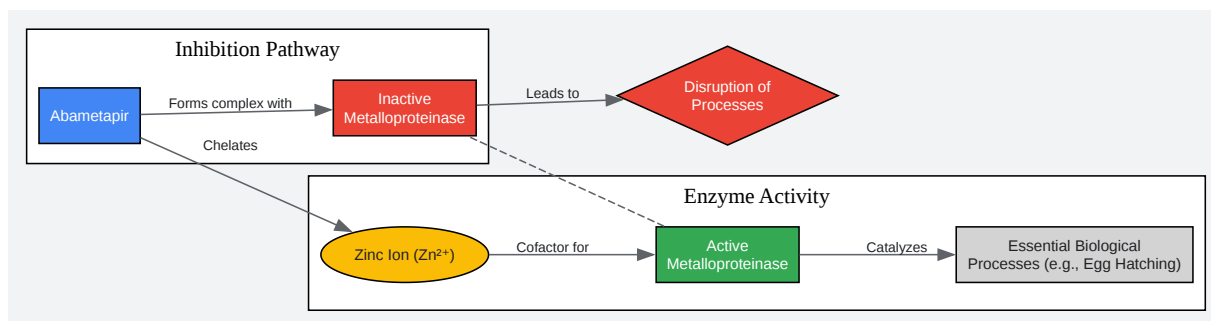 Inhibition Pathway
Abametapir
Forms complex with
Inactive
Metalloproteinase
Leads to
Disruption of
Processes
Chelates
Enzyme Activity
Zinc Ion (Zn²⁺)
Cofactor for
Active
Metalloproteinase
Catalyzes
Essential Biological
Processes (e.g., Egg Hatching)